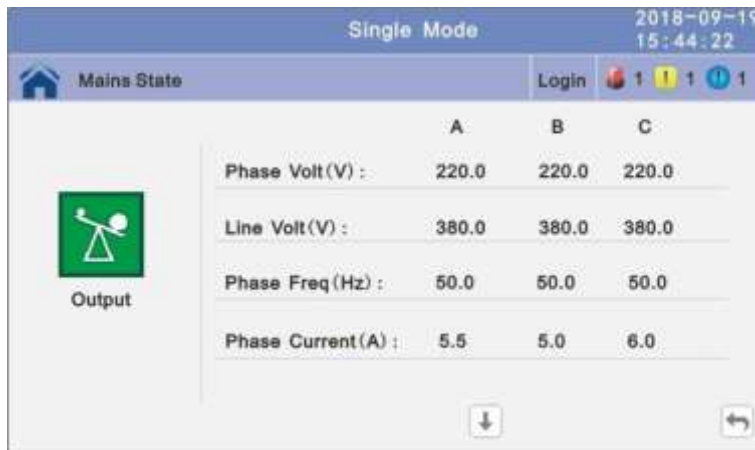 Single Mode
2018-09-19
15:44:22
Mains State
Login
1
1
1
A B C
Phase Volt(V): 220.0 220.0 220.0
Line Volt(V): 380.0 380.0 380.0
Phase Freq(Hz): 50.0 50.0 50.0
Phase Current(A): 5.5 5.0 6.0
Output